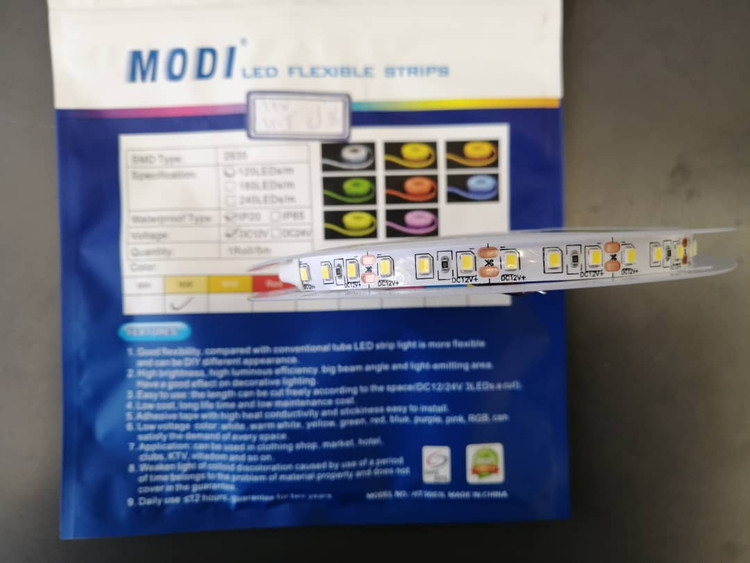 MODI
LED FLEXIBLE STRIPS
SMD Type: 2835
Specification: 120LEDs/m
180LEDs/m
240LEDs/m
Waterproof Type: IP20 IP65
Voltage: DC12V DC24V
Quantity: 1Roll/5m
Color:
DC12V+ DC12V+ DC12V+ DC12V+ DC12V+ DC12V+
FEATURES:
1. Good flexibility, compared with conventional tube LED strip light is more flexible
and can be DIY different appearance.
2. High brightness, high luminous efficiency, big beam angle and light-emitting area.
Have a good effect on decorative lighting.
3. Easy to use: the length can be cut freely according to the space(DC12/24V 3LEDs a cut).
4. Low cost, long life time and low maintenance cost.
5. Adhesive tape with high heat conductivity and stickiness easy to install.
6. Low voltage color: white, warm white, yellow, green, red, blue, purple, pink, RGB, can
satisfy the demand of every space.
7. Application: can be used in clothing shop, market, hotel,
clubs, KTV, villadom and so on.
8. Weaken light of colour discoloration caused by use of a period
of time belongs to the problem of material property and does not
cover in the guarantee.
9. Daily use ≤12 hours, guarantee for two years.
MODEL NO.: MADE IN CHINA